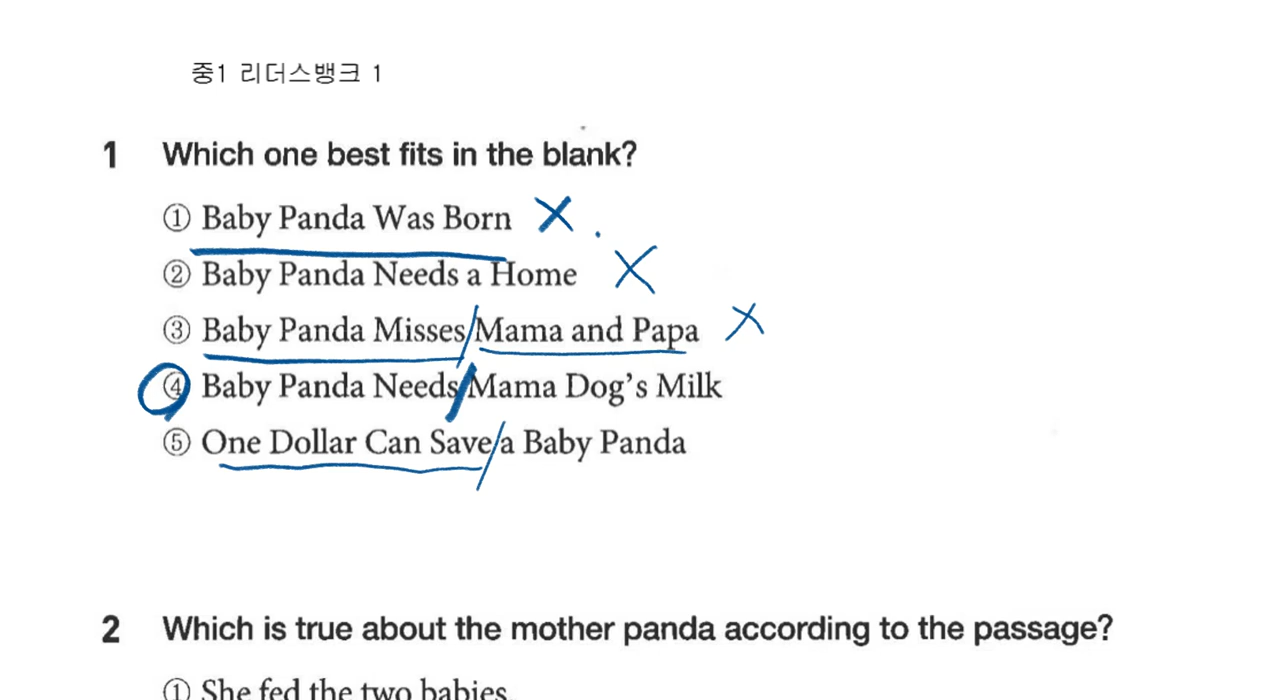 중1 리더스뱅크 1
1 Which one best fits in the blank?
① Baby Panda Was Born
② Baby Panda Needs a Home
③ Baby Panda Misses/Mama and Papa
④ Baby Panda Needs/Mama Dog's Milk
⑤ One Dollar Can Save/a Baby Panda
2 Which is true about the mother panda according to the passage?
① She fed the two babies.